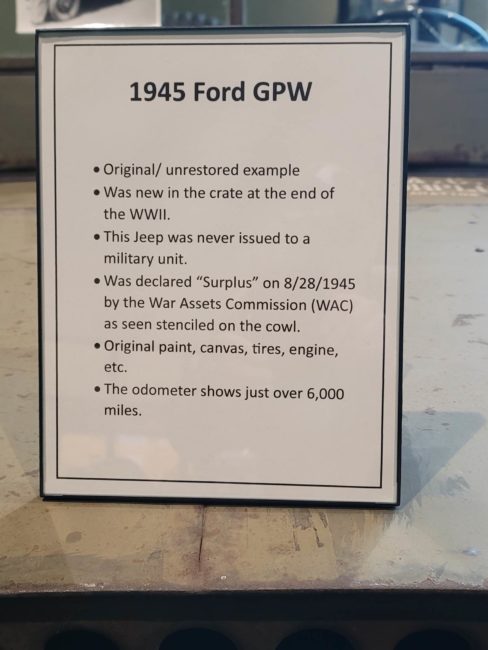 1945 Ford GPW
• Original/ unrestored example
• Was new in the crate at the end of
the WWII.
• This Jeep was never issued to a
military unit.
• Was declared “Surplus” on 8/28/1945
by the War Assets Commission (WAC)
as seen stenciled on the cowl.
• Original paint, canvas, tires, engine,
etc.
• The odometer shows just over 6,000
miles.